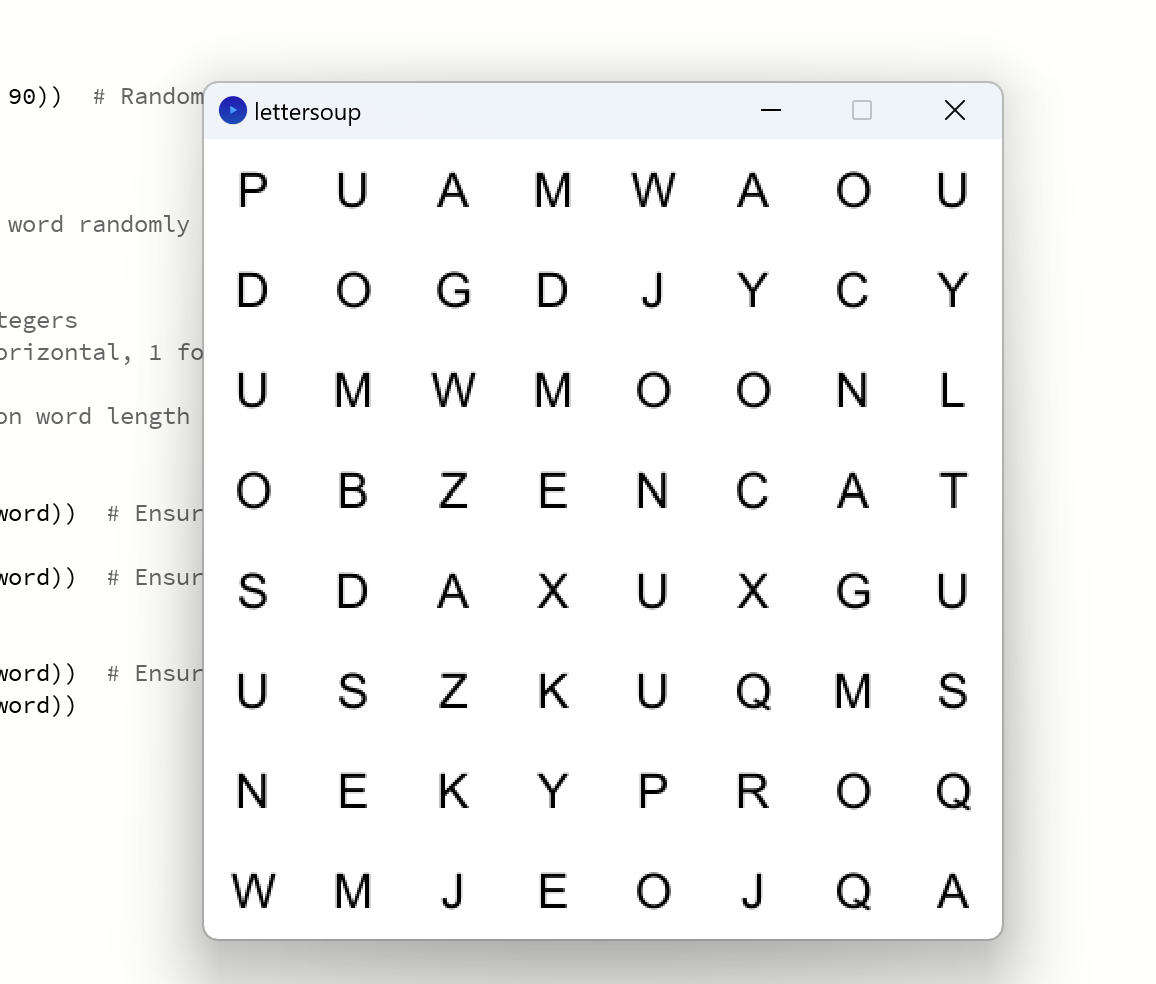 90))  # Random
lettersoup
P U A M W A O U
word randomly
D O G D J Y C Y
tegers
orizontal, 1 fo
U M W M O O N L
on word length
O B Z E N C A T
word))  # Ensur
word))  # Ensur
S D A X U X G U
word))  # Ensur
U S Z K U Q M S
word))
N E K Y P R O Q
W M J E O J Q A